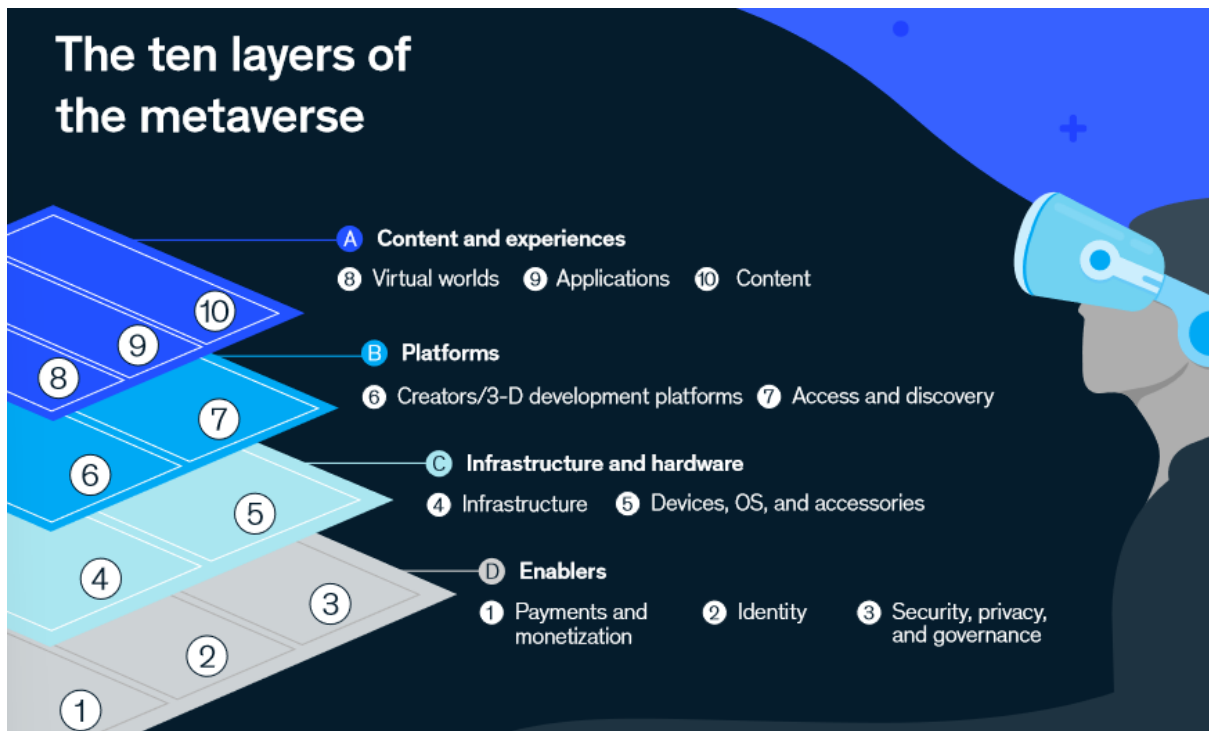 The ten layers of
the metaverse
A Content and experiences
8 Virtual worlds 9 Applications 10 Content
10
9
8
B Platforms
6 Creators/3-D development platforms 7 Access and discovery
7
6
C Infrastructure and hardware
4 Infrastructure 5 Devices, OS, and accessories
5
4
D Enablers
1 Payments and
monetization
2 Identity
3 Security, privacy,
and governance
3
2
1